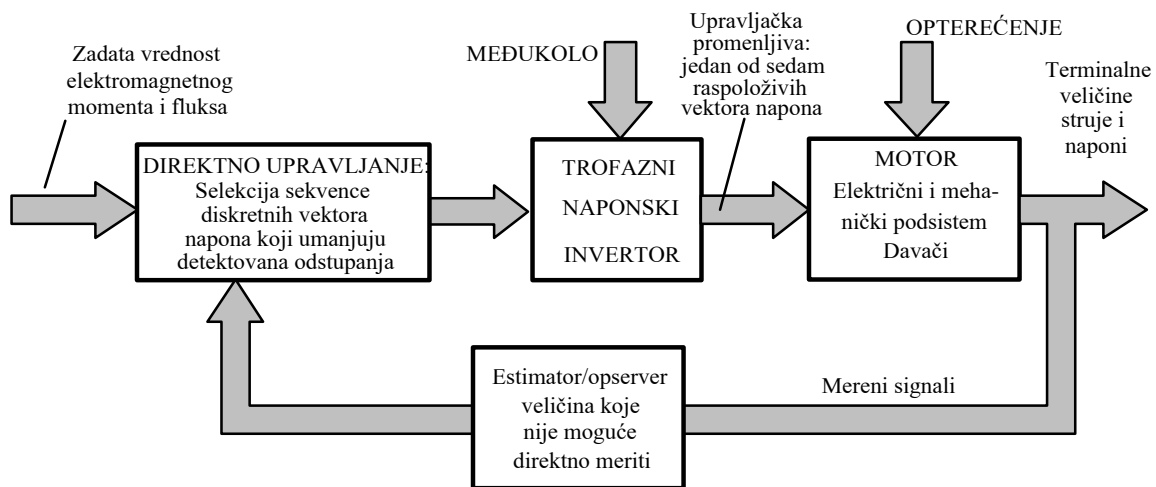 Zadata vrednost
elektromagnetnog
momenta i fluksa
MEĐUKOLO
Upravljačka
promenljiva:
jedan od sedam
raspoloživih
vektora napona
OPTEREĆENJE
Terminalne
veličine
struje i
naponi
DIREKTNO UPRAVLJANJE:
Selekcija sekvence
diskretnih vektora
napona koji umanjuju
detektovana odstupanja
TROFAZNI
NAPONSKI
INVERTOR
MOTOR
Električni i meha-
nički podsistem
Davači
Estimator/opserver
veličina koje
nije moguće
direktno meriti
Mereni signali